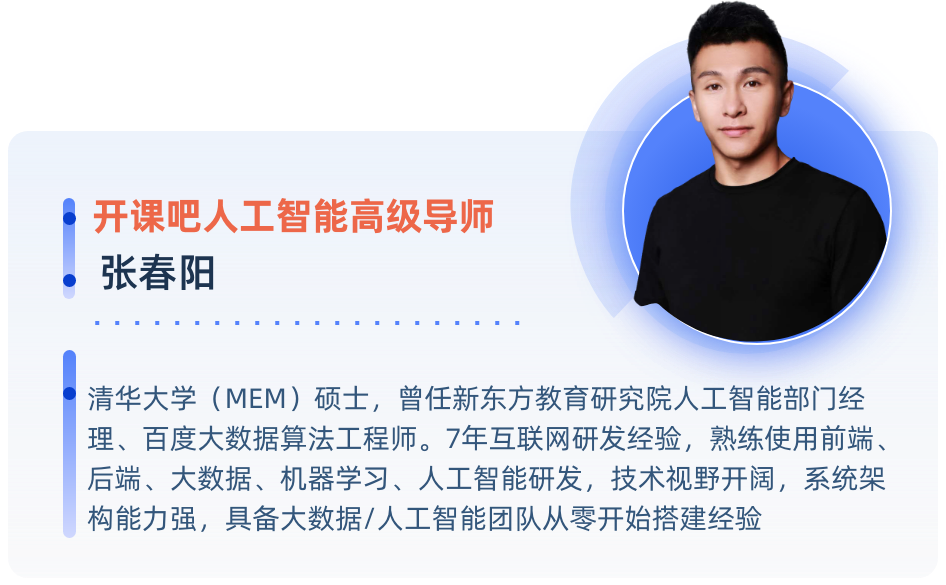 开课吧人工智能高级导师
张春阳
清华大学（MEM）硕士，曾任新东方教育研究院人工智能部门经
理、百度大数据算法工程师。7年互联网研发经验，熟练使用前端、
后端、大数据、机器学习、人工智能研发，技术视野开阔，系统架
构能力强，具备大数据/人工智能团队从零开始搭建经验